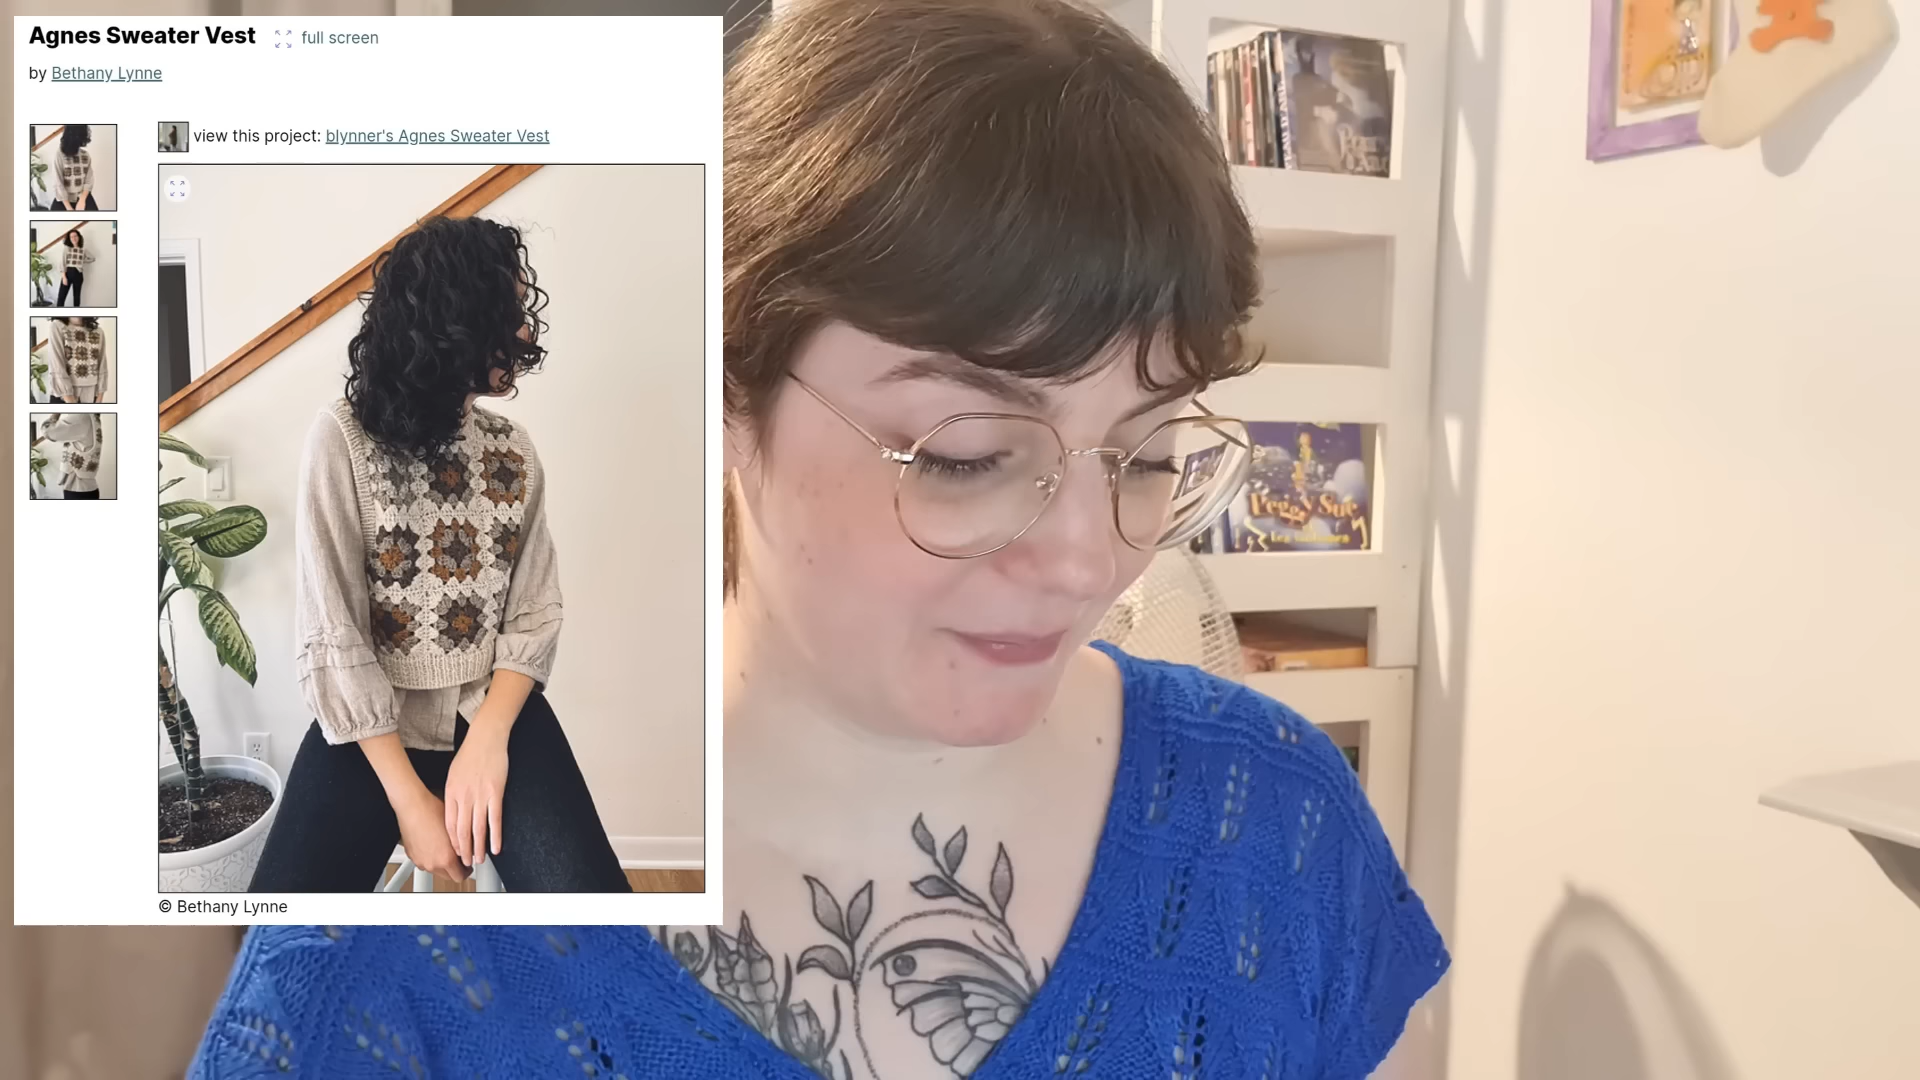 Agnes Sweater Vest
full screen
by Bethany Lynne
view this project: blynner's Agnes Sweater Vest
© Bethany Lynne
Peggy Sue